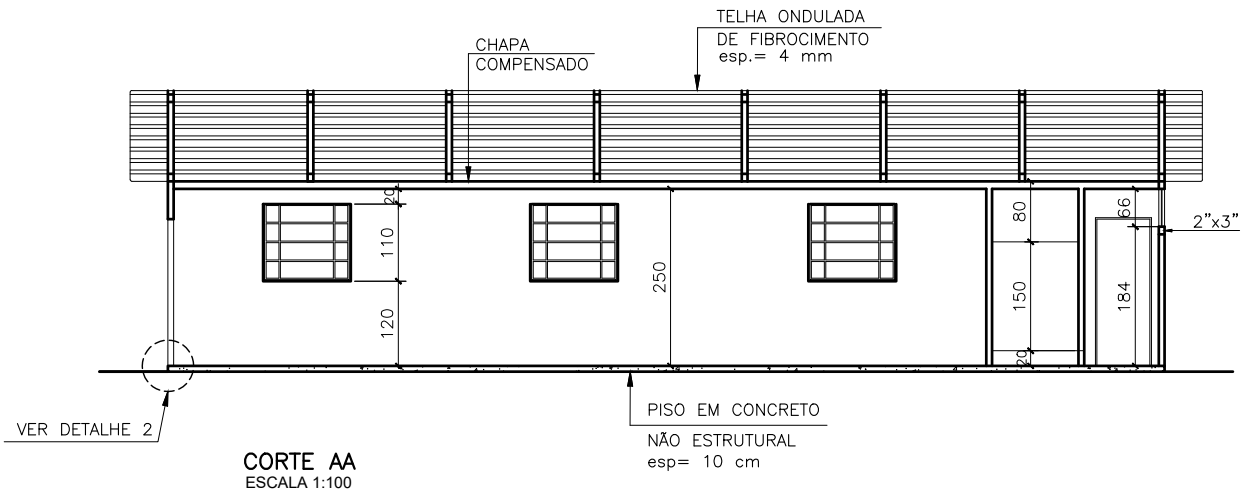 TELHA ONDULADA
DE FIBROCIMENTO
esp.= 4 mm
CHAPA
COMPENSADO
20
110
120
250
80
150
20
66
184
2"x3"
VER DETALHE 2
PISO EM CONCRETO
NÃO ESTRUTURAL
esp= 10 cm
CORTE AA
ESCALA 1:100